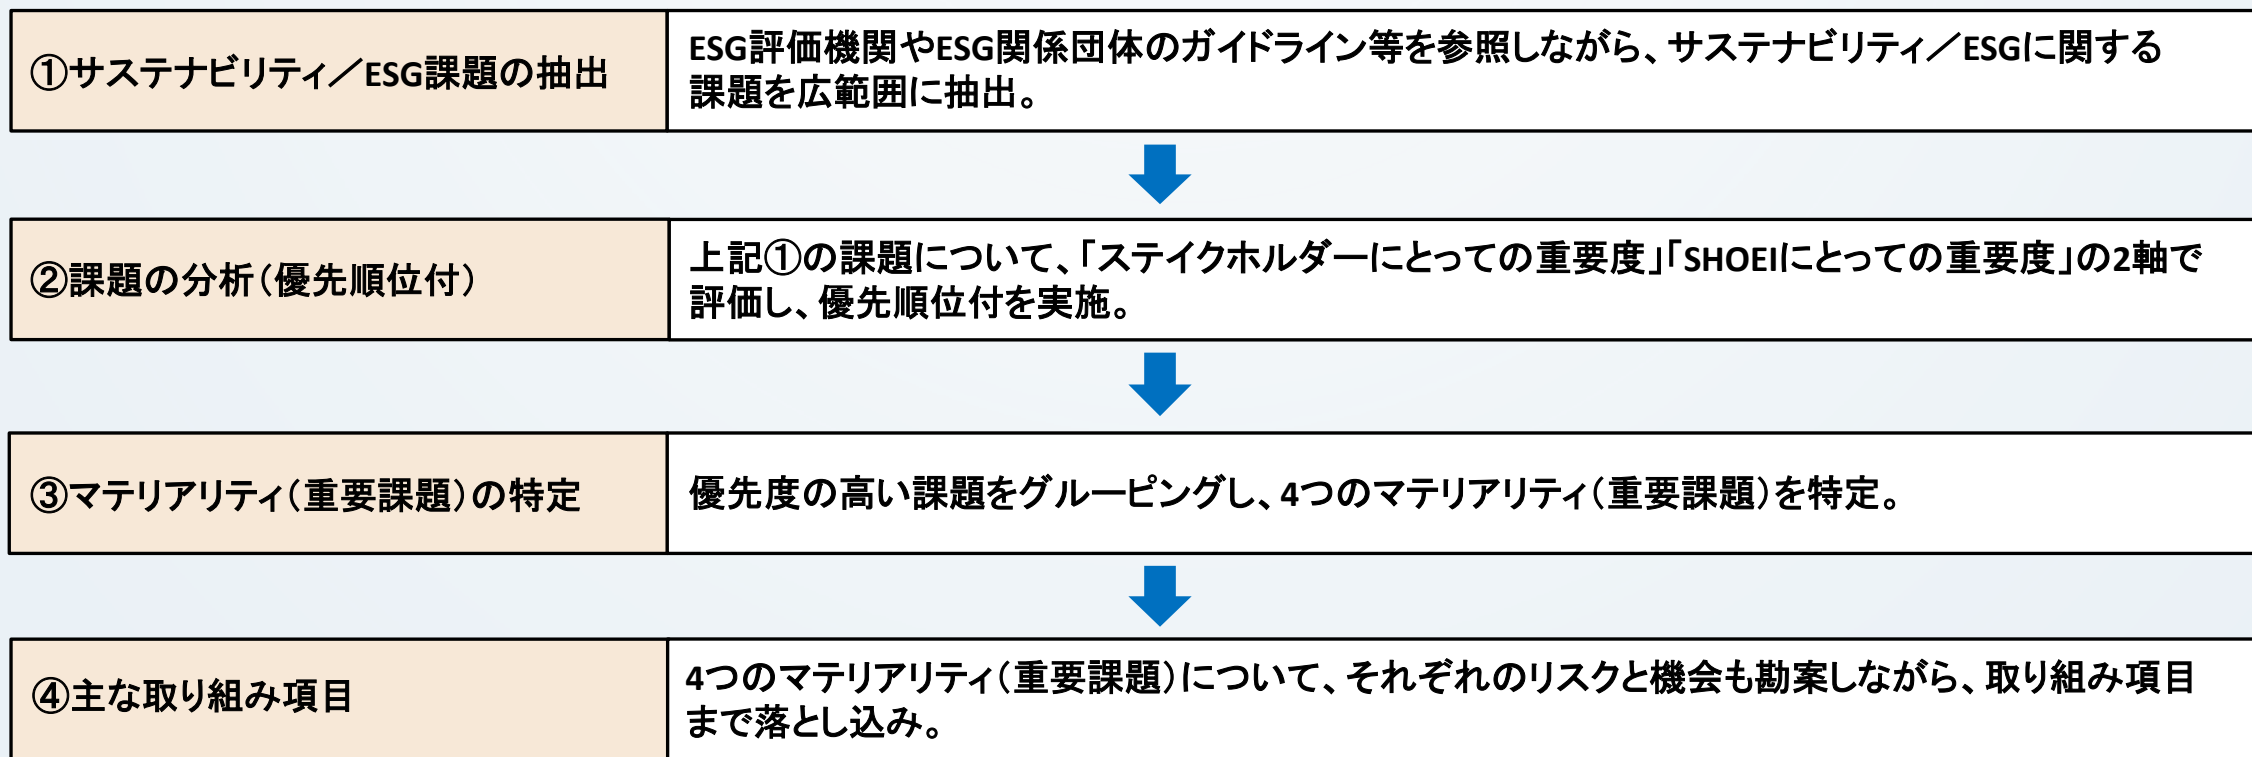 ①サステナビリティ／ESG課題の抽出
ESG評価機関やESG関係団体のガイドライン等を参照しながら、サステナビリティ／ESGに関する
課題を広範囲に抽出。
②課題の分析（優先順位付）
上記①の課題について、「ステイクホルダーにとっての重要度」「SHOEIにとっての重要度」の2軸で
評価し、優先順位付を実施。
③マテリアリティ（重要課題）の特定
優先度の高い課題をグルーピングし、4つのマテリアリティ（重要課題）を特定。
④主な取り組み項目
4つのマテリアリティ（重要課題）について、それぞれのリスクと機会も勘案しながら、取り組み項目
まで落とし込み。